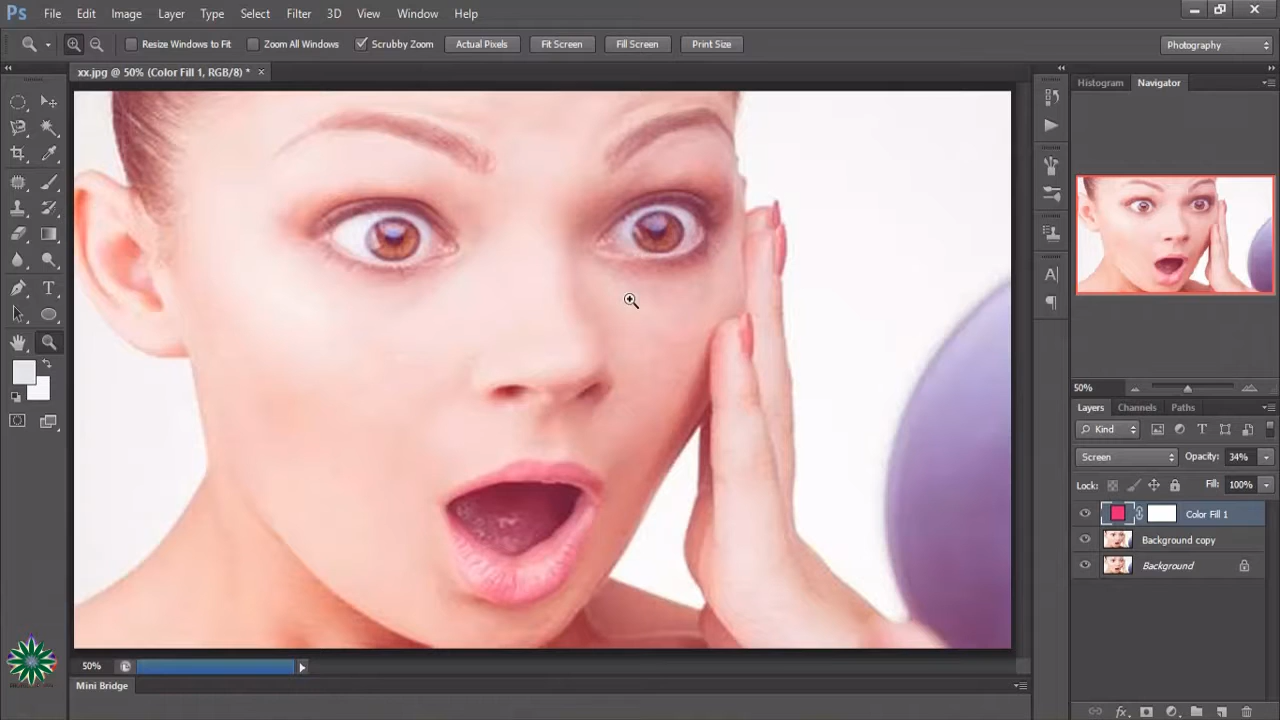 Ps File Edit Image Layer Type Select Filter 3D View Window Help
Resize Windows to Fit Zoom All Windows Scrubby Zoom Actual Pixels Fit Screen Fill Screen Print Size Photography
xx.jpg @ 50% (Color Fill 1, RGB/8) * ×
Histogram Navigator
50%
Layers Channels Paths
Kind
Screen Opacity: 34%
Lock: Fill: 100%
Color Fill 1
Background copy
Background
50%
Mini Bridge